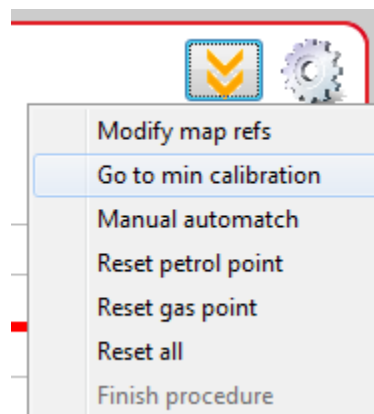 Modify map refs
Go to min calibration
Manual automatch
Reset petrol point
Reset gas point
Reset all
Finish procedure